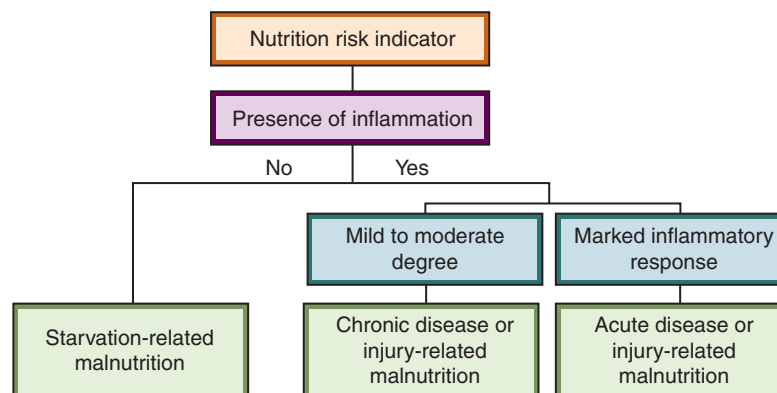 Nutrition risk indicator
Presence of inflammation
No
Yes
Mild to moderate
degree
Marked inflammatory
response
Starvation-related
malnutrition
Chronic disease or
injury-related
malnutrition
Acute disease or
injury-related
malnutrition